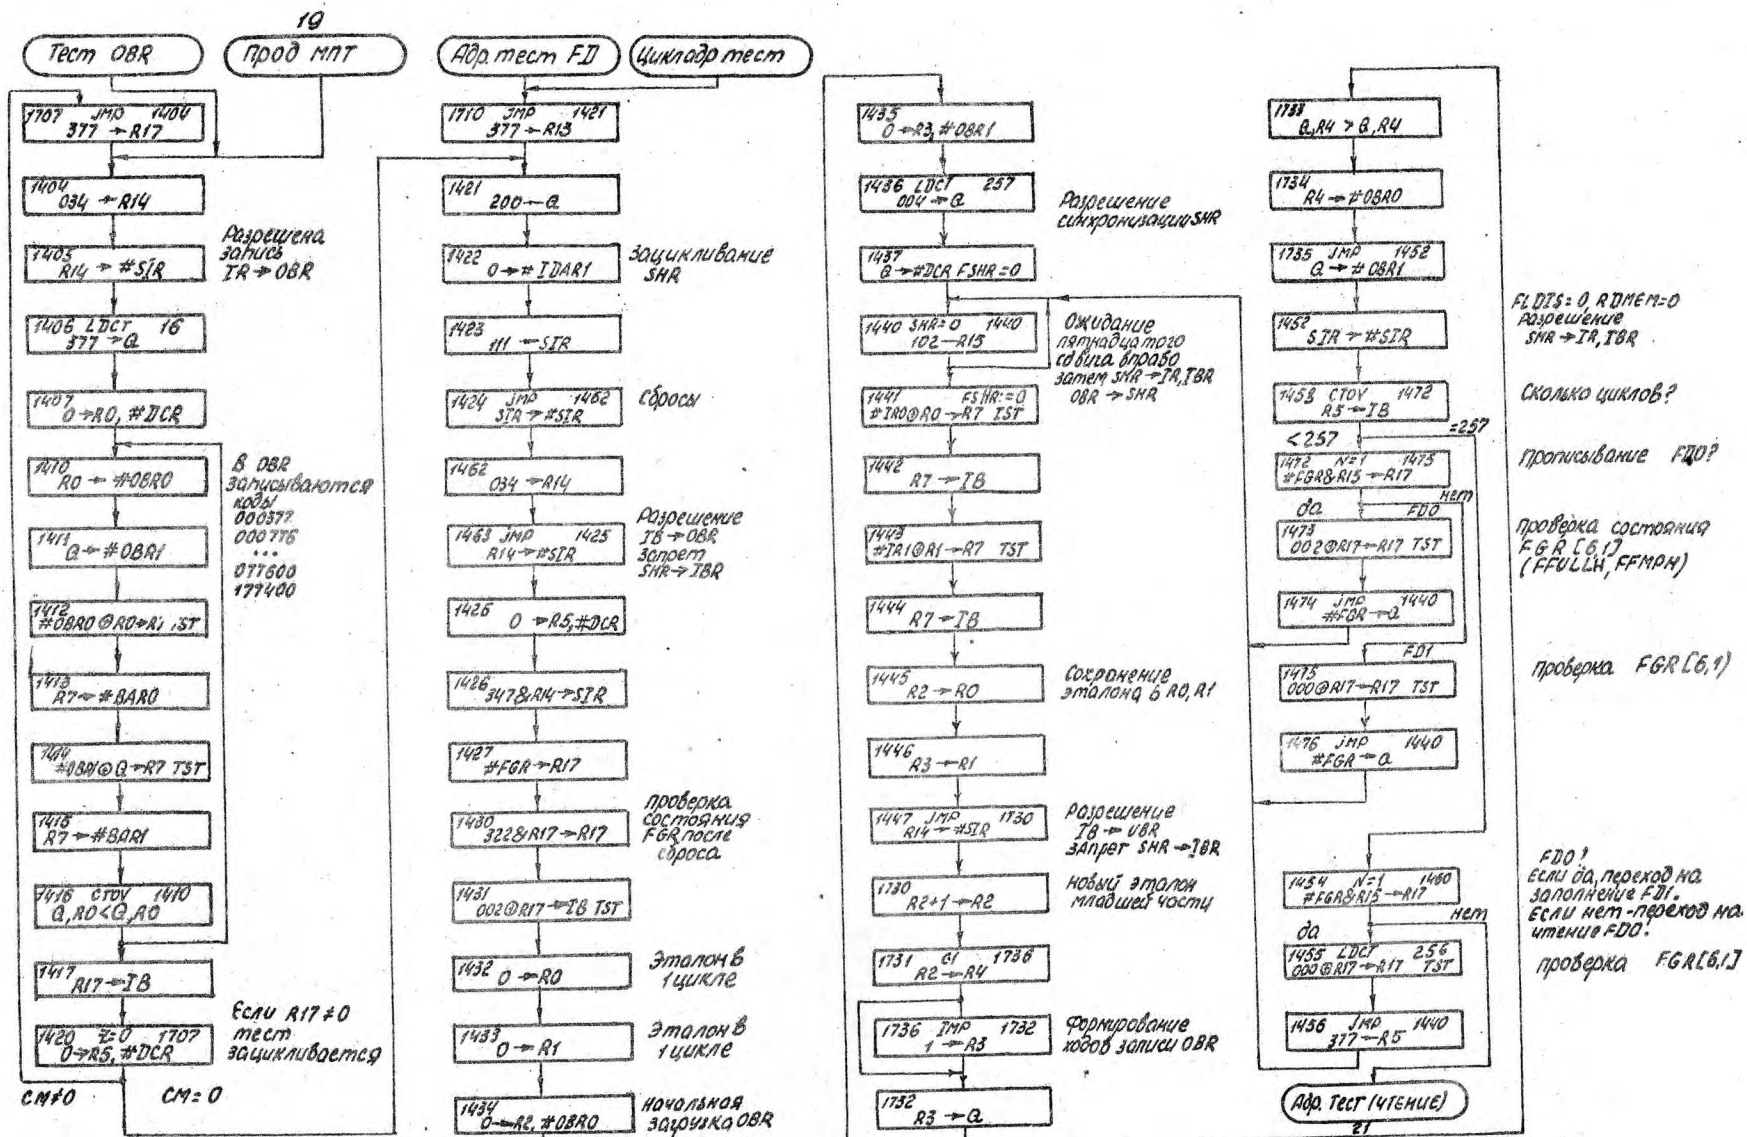 19
Тест OBR
Прод МПТ
1707 JMP 1404
377 → R17
1404
034 → R14
1405
R14 → #SIR
Разрешена
запись
IR → OBR
1406 LDCT 16
377 → Q
1407
0 → R0, #DCR
1410
R0 → #OBR0
В OBR
записываются
коды
000377
000776
...
077600
177400
1411
Q → #OBR1
1412
#OBR0⊕R0→R7 TST
1413
R7 → #BAR0
1414
#OBR1⊕Q→R7 TST
1415
R7 → #BAR1
1416 CTOV 1410
Q,R0 < Q,R0
1417
R17 → IB
1420 Z=0 1707
0 → R5, #DCR
Если R17≠0
тест
зацикливается
СМ≠0
СМ=0
Адр. тест FD
Цикл адр тест
1710 JMP 1421
377 → R13
1421
200 → Q
1422
0 → #IDAR1
Зацикливание
SHR
1423
111 → SIR
1424 JMP 1462
SIR → #SIR
Сбросы
1462
034 → R14
1463 JMP 1425
R14 → #SIR
Разрешение
IB → OBR
Запрет
SHR → IBR
1426
0 → R5, #DCR
1426
347&R14 → SIR
1427
#FGR → R17
1430
322&R17 → R17
проверка
состояния
FGR после
сброса
1431
002⊕R17 → IB TST
1432
0 → R0
Эталон в
1 цикле
1433
0 → R1
Эталон в
1 цикле
1434
0 → R2, #OBR0
Начальная
загрузка OBR
1435
0 → R3, #OBR1
1436 LDCT 257
004 → Q
Разрешение
синхронизации SHR
1437
Q → #DCR FSHR=0
1440 SHR=0 1440
102 → R15
Ожидание
пятнадцатого
сдвига вправо
затем SHR → IR, IBR
OBR → SHR
1441 FSHR:=0
#IR0⊕R0 → R7 TST
1442
R7 → IB
1443
#IR1⊕R1 → R7 TST
1444
R7 → IB
1445
R2 → R0
Сохранение
эталона в R0, R1
1446
R3 → R1
1447 JMP 1730
R14 → #SIR
Разрешение
IB → OBR
Запрет SHR → IBR
1730
R2+1 → R2
Новый эталон
младшей части
1731 C1 1736
R2 → R4
1736 JMP 1732
1 → R3
Формирование
кодов записи OBR
1732
R3 → Q
1733
Q,R4 > Q,R4
1734
R4 → #OBR0
1735 JMP 1452
Q → #OBR1
1452
SIR → #SIR
FLDIS=0, RDMEM=0
Разрешение
SHR → IR, IBR
1453 CTOV 1472
R5 → IB
Сколько циклов?
<257
=257
1472 N=1 1475
#FGR&R15 → R17
Прописывание FD0?
да
нет
FD0
1473
002⊕R17 → R17 TST
проверка состояния
FGR [6,1]
(FFULLH, FFMPH)
1474 JMP 1440
#FGR → Q
FD1
1475
000⊕R17 → R17 TST
проверка FGR [6,1)
1476 JMP 1440
#FGR → Q
1454 N=1 1460
#FGR&R15 → R17
FD0?
Если да, переход на
заполнение FD1.
Если нет - переход на
чтение FD0.
да
нет
1455 LDCT 256
000⊕R17 → R17 TST
проверка FGR[6,1]
1456 JMP 1440
377 → R5
Адр. тест (чтение)
21